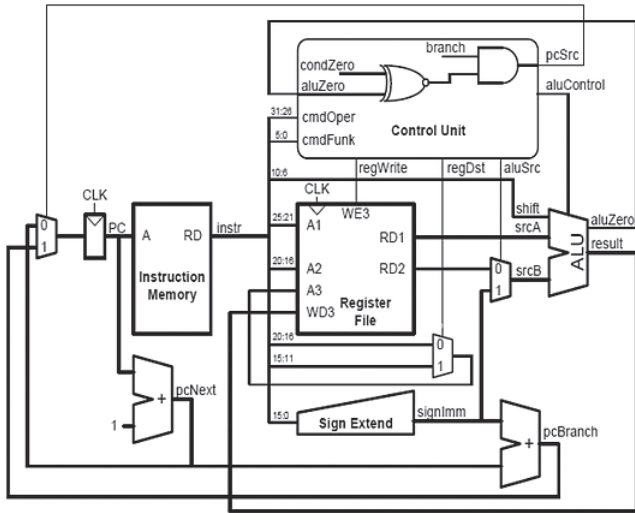 branch
pcSrc
condZero
aluZero
aluControl
31:26
cmdOper
5:0
cmdFunk
Control Unit
10:6
regWrite
regDst
aluSrc
CLK
CLK
WE3
shift
0
1
PC
A
RD
instr
25:21
A1
RD1
srcA
ALU
aluZero
result
Instruction
Memory
20:16
A2
RD2
0
1
srcB
A3
WD3
Register
File
20:16
15:11
0
1
+
pcNext
1
15:0
Sign Extend
signImm
+
pcBranch